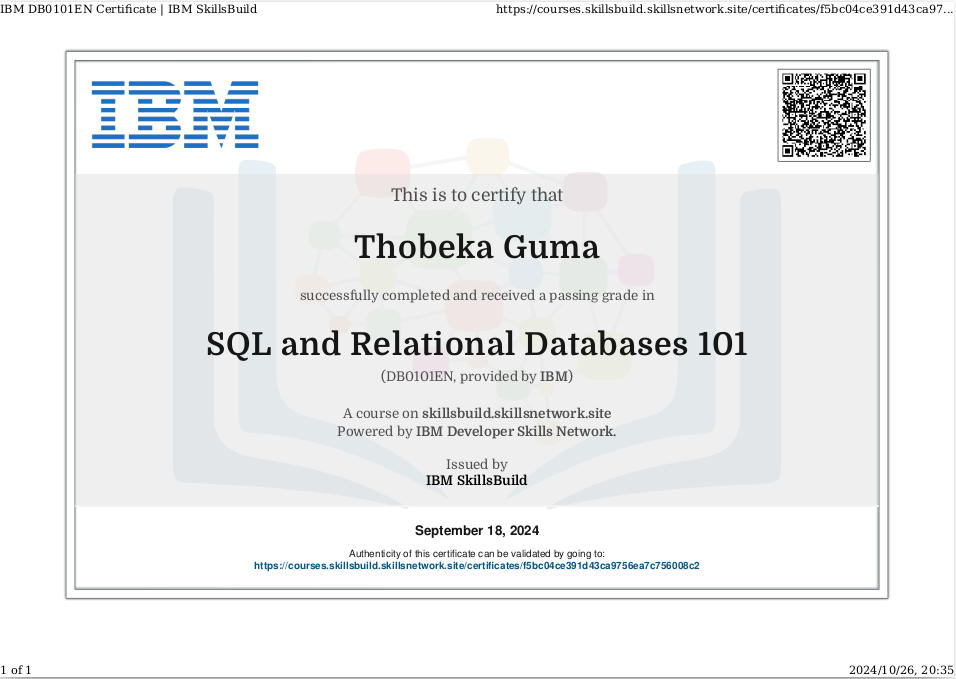 IBM DB0101EN Certificate | IBM SkillsBuild
https://courses.skillsbuild.skillsnetwork.site/certificates/f5bc04ce391d43ca97...
IBM
This is to certify that
Thobeka Guma
successfully completed and received a passing grade in
SQL and Relational Databases 101
(DB0101EN, provided by IBM)
A course on skillsbuild.skillsnetwork.site
Powered by IBM Developer Skills Network.
Issued by
IBM SkillsBuild
September 18, 2024
Authenticity of this certificate can be validated by going to:
https://courses.skillsbuild.skillsnetwork.site/certificates/f5bc04ce391d43ca9756ea7c756008c2
1 of 1
2024/10/26, 20:35